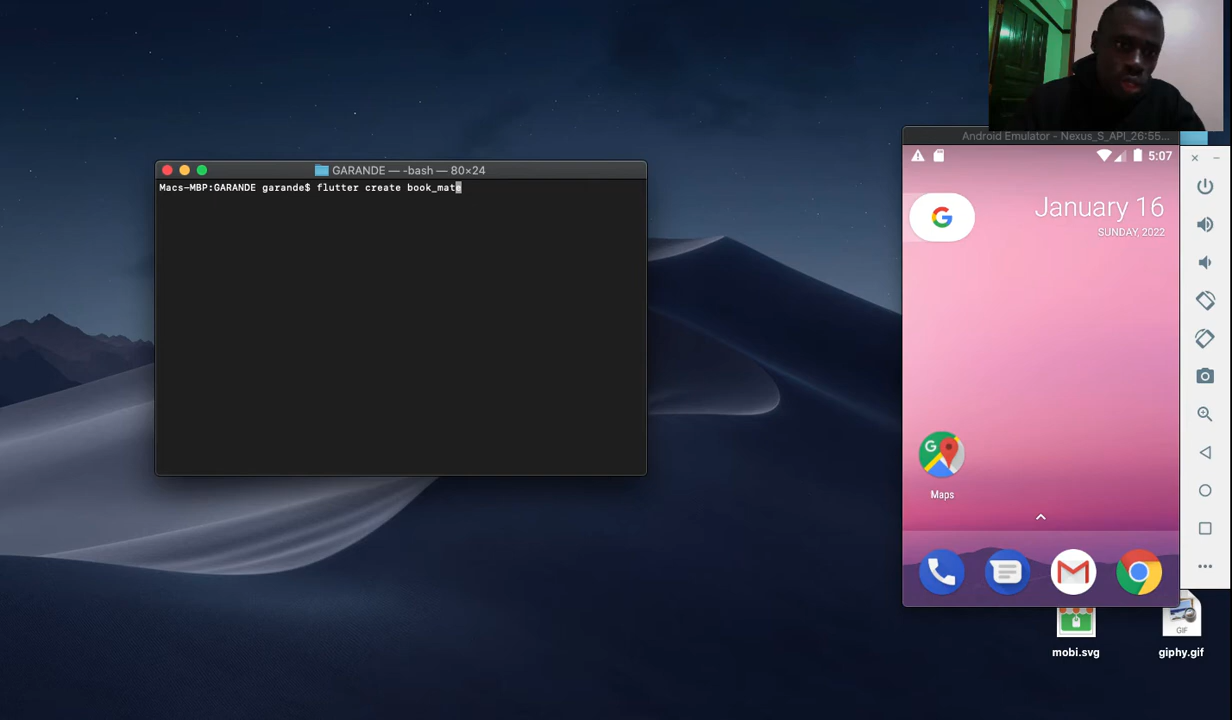 Android Emulator - Nexus_S_API_26:55...
GARANDE — -bash — 80×24
Macs-MBP:GARANDE garande$ flutter create book_mate
5:07
G
January 16
SUNDAY, 2022
G
Maps
GIF
mobi.svg
giphy.gif